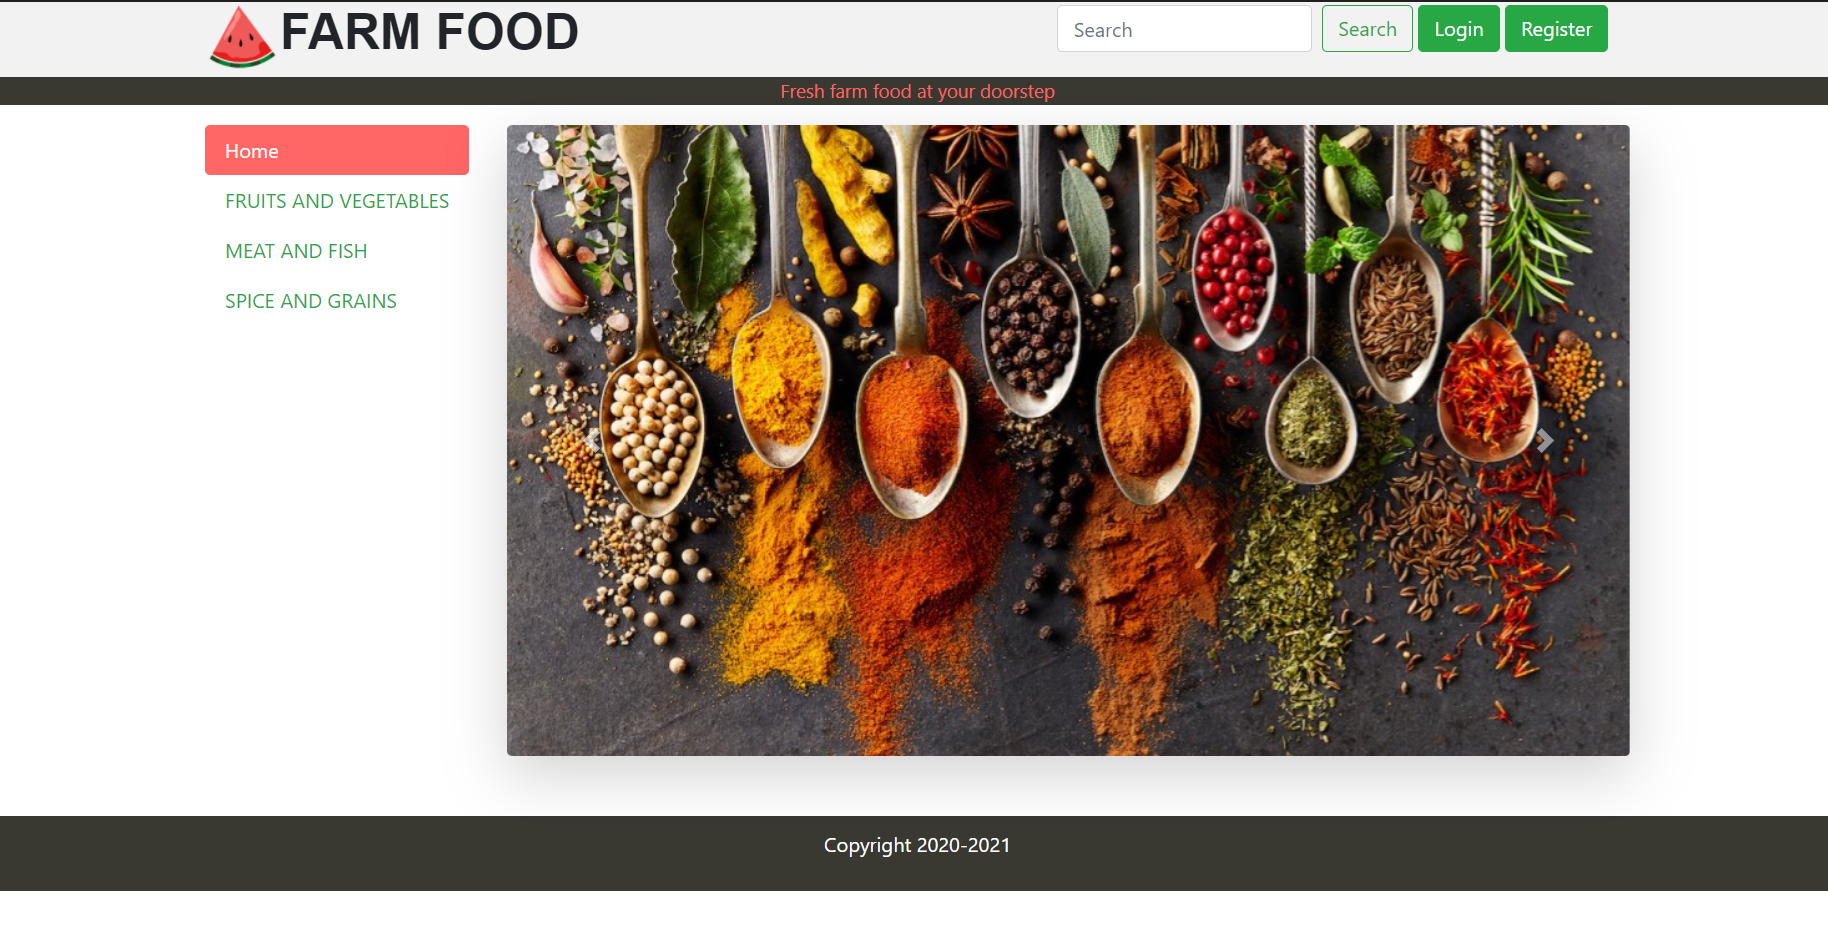 FARM FOOD
Search
Search
Login
Register
Fresh farm food at your doorstep
Home
FRUITS AND VEGETABLES
MEAT AND FISH
SPICE AND GRAINS
Copyright 2020-2021